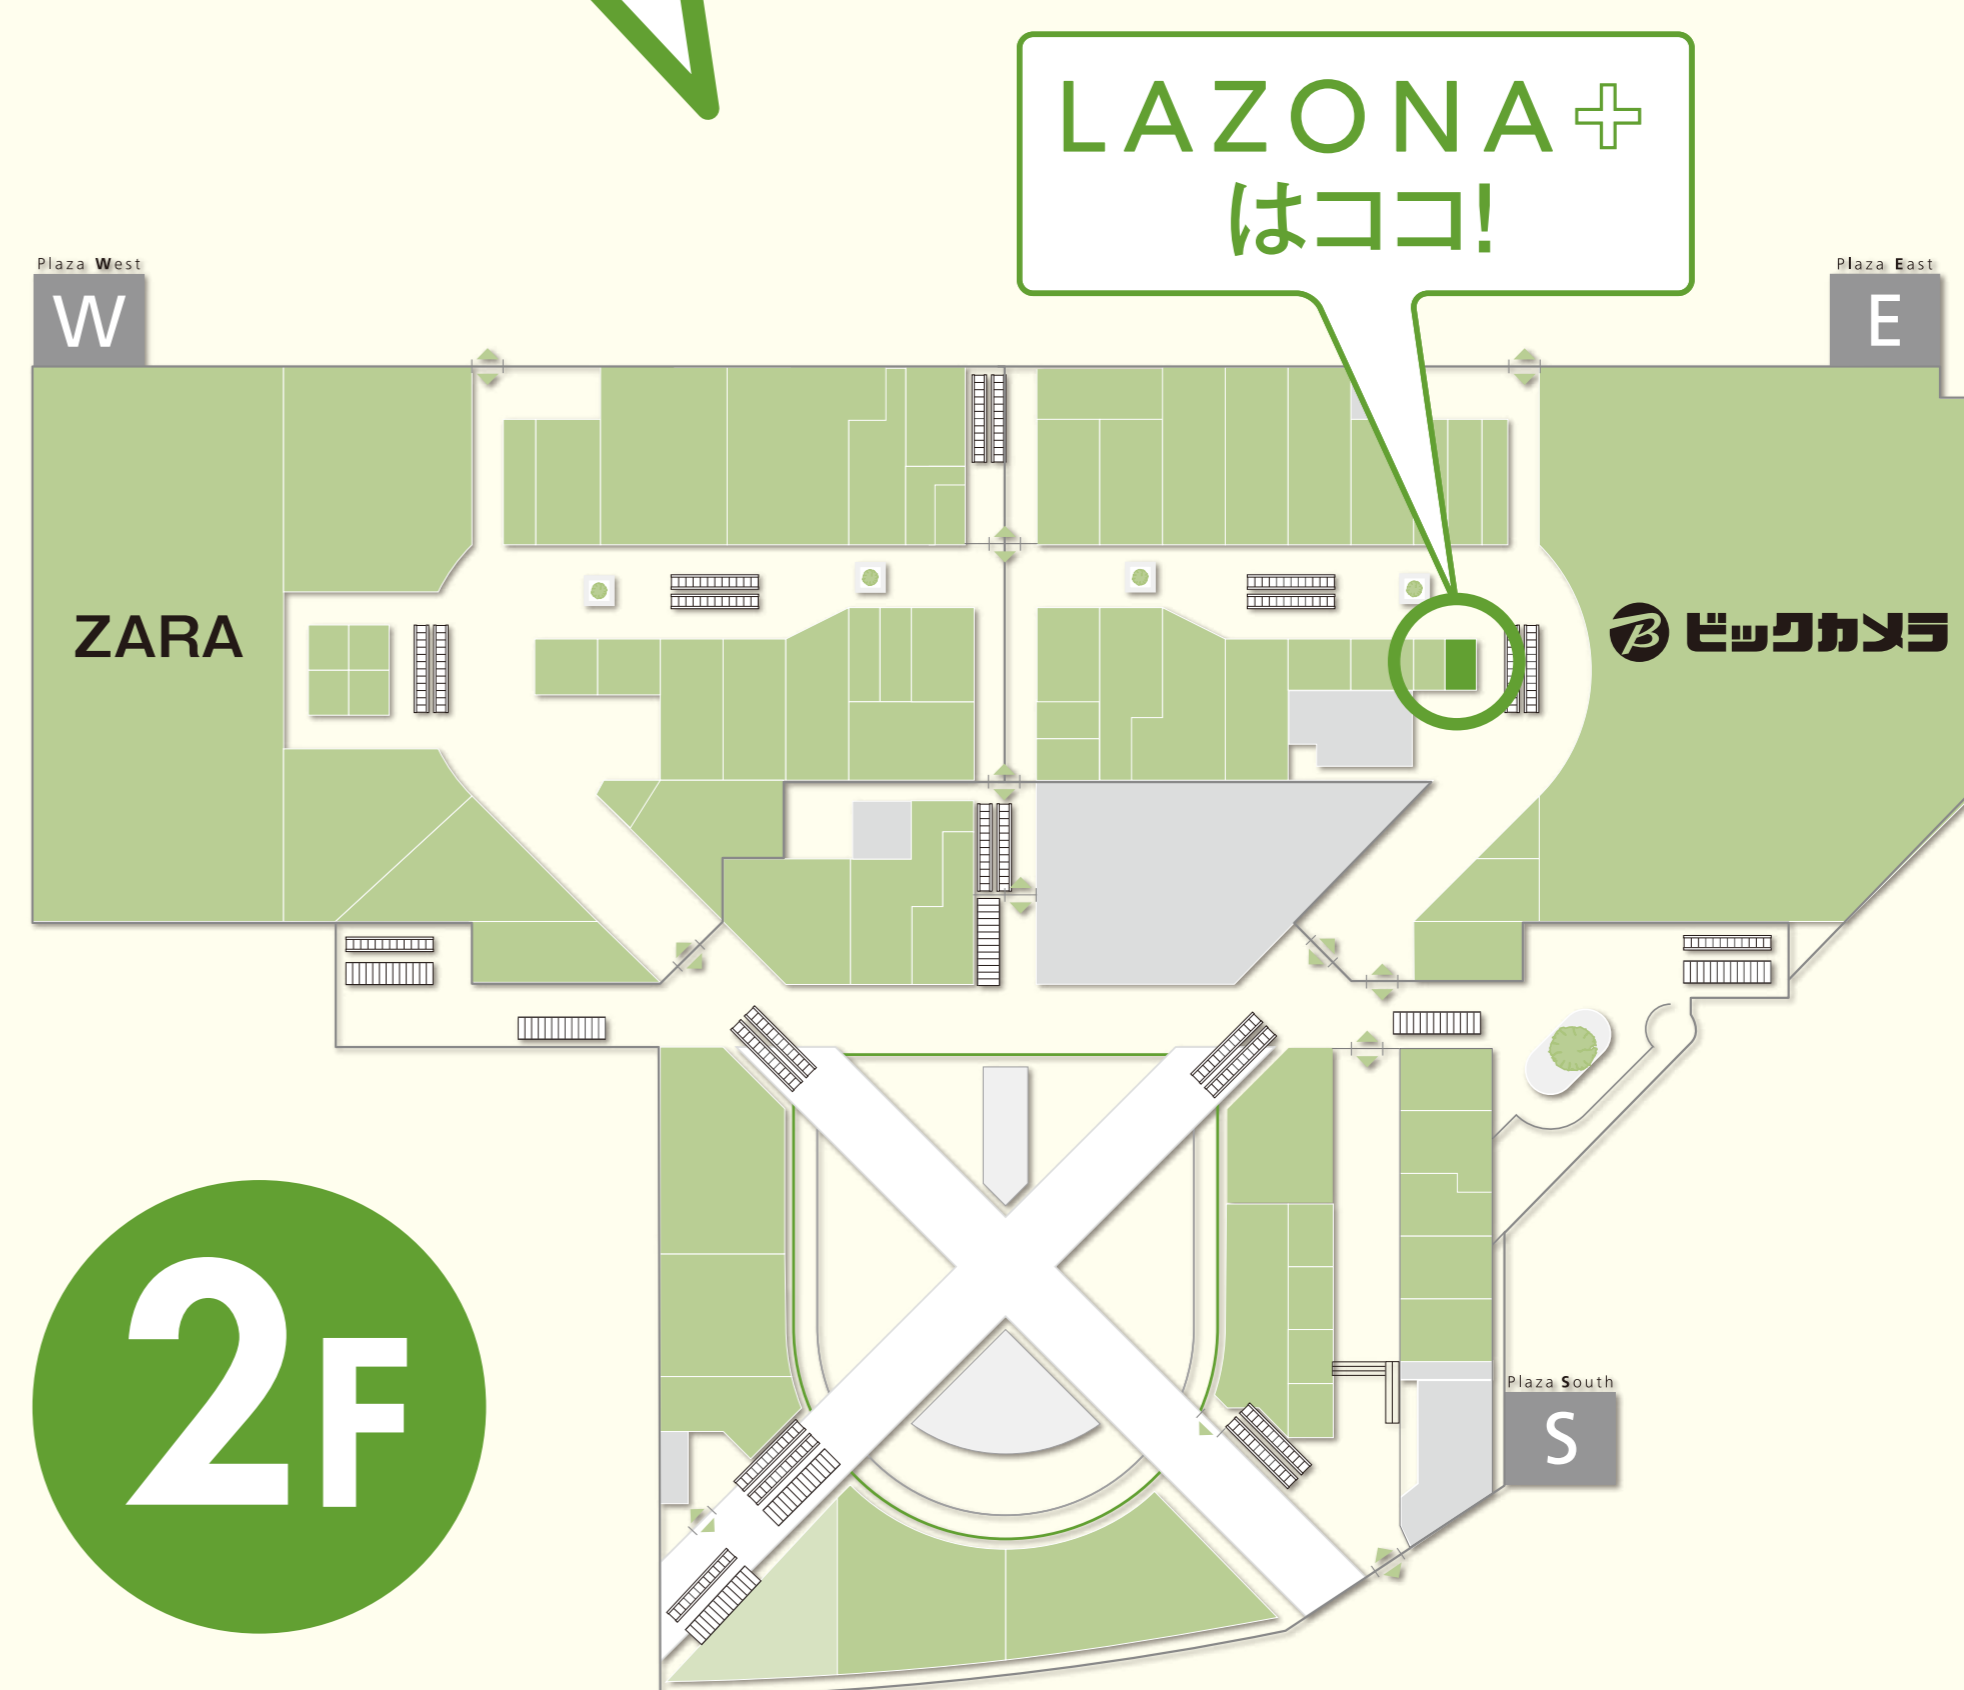 LAZONA+
はココ!
Plaza West
W
Plaza East
E
ZARA
ビックカメラ
2F
Plaza South
S